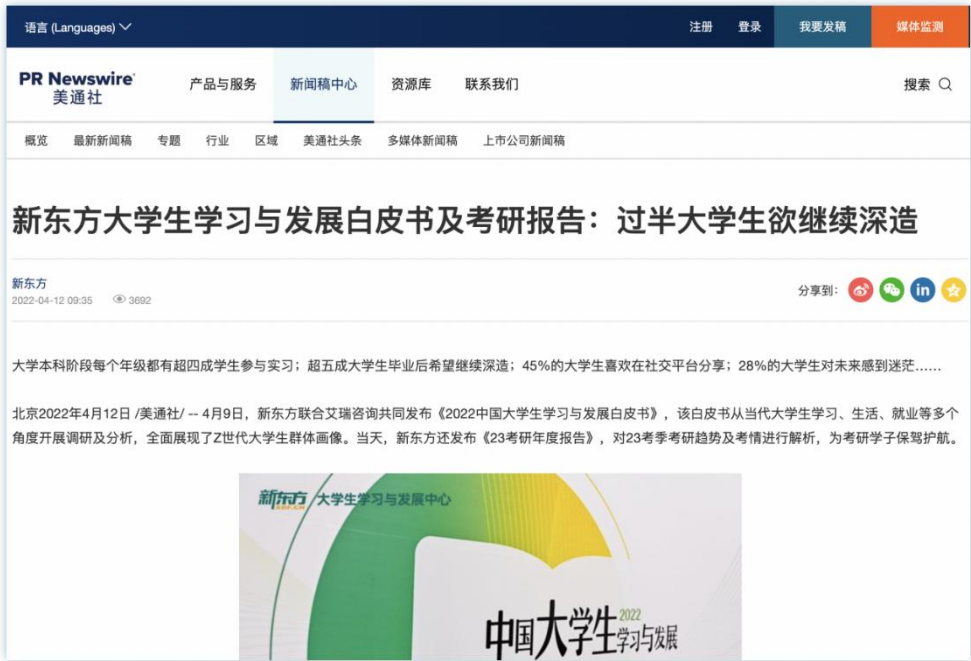 语言 (Languages)
注册 登录 我要发稿 媒体监测
PR Newswire
美通社
产品与服务 新闻稿中心 资源库 联系我们 搜索
概览 最新新闻稿 专题 行业 区域 美通社头条 多媒体新闻稿 上市公司新闻稿
新东方大学生学习与发展白皮书及考研报告：过半大学生欲继续深造
新东方
2022-04-12 09:35 3692
分享到：
in
大学本科阶段每个年级都有超四成学生参与实习；超五成大学生毕业后希望继续深造；45%的大学生喜欢在社交平台分享；28%的大学生对未来感到迷茫……
北京2022年4月12日 /美通社/ -- 4月9日，新东方联合艾瑞咨询共同发布《2022中国大学生学习与发展白皮书》，该白皮书从当代大学生学习、生活、就业等多个
角度开展调研及分析，全面展现了Z世代大学生群体画像。当天，新东方还发布《23考研年度报告》，对23考季考研趋势及考情进行解析，为考研学子保驾护航。
新东方 大学生学习与发展中心
XDF.CN
2022
中国大学生学习与发展